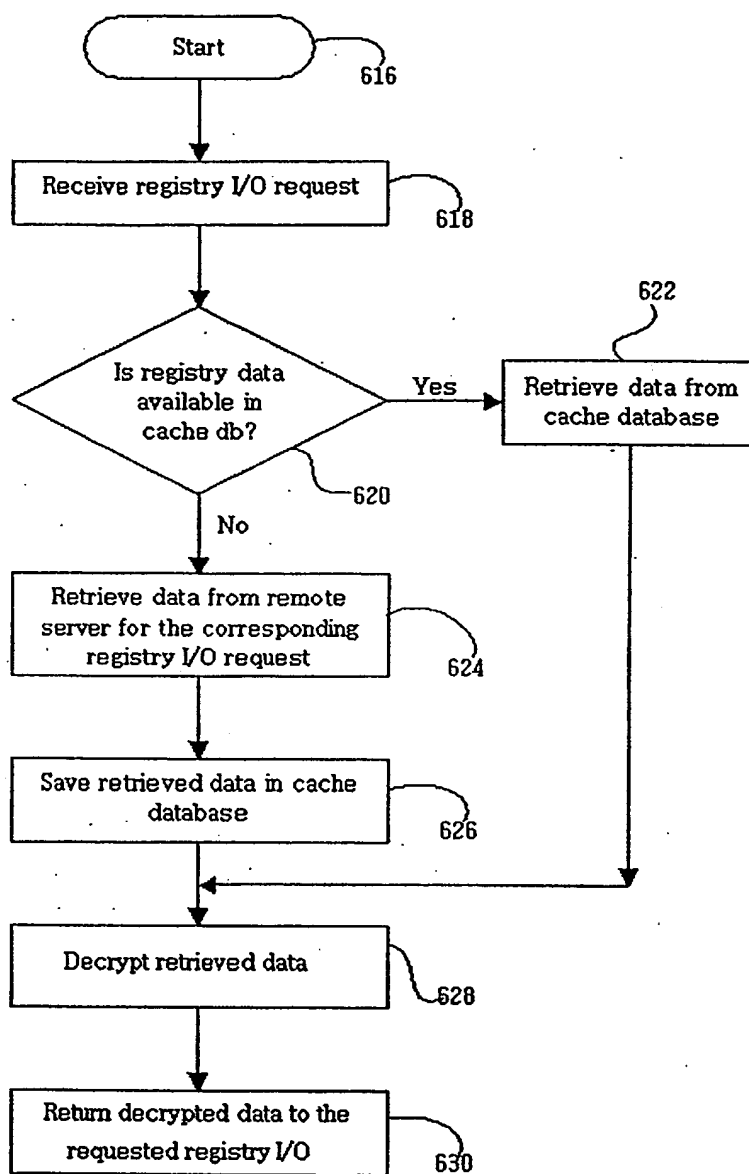 Start
616
Receive registry I/O request
618
Is registry data
available in
cache db?
620
Yes
622
Retrieve data from
cache database
No
Retrieve data from remote
server for the corresponding
registry I/O request
624
Save retrieved data in cache
database
626
Decrypt retrieved data
628
Return decrypted data to the
requested registry I/O
630